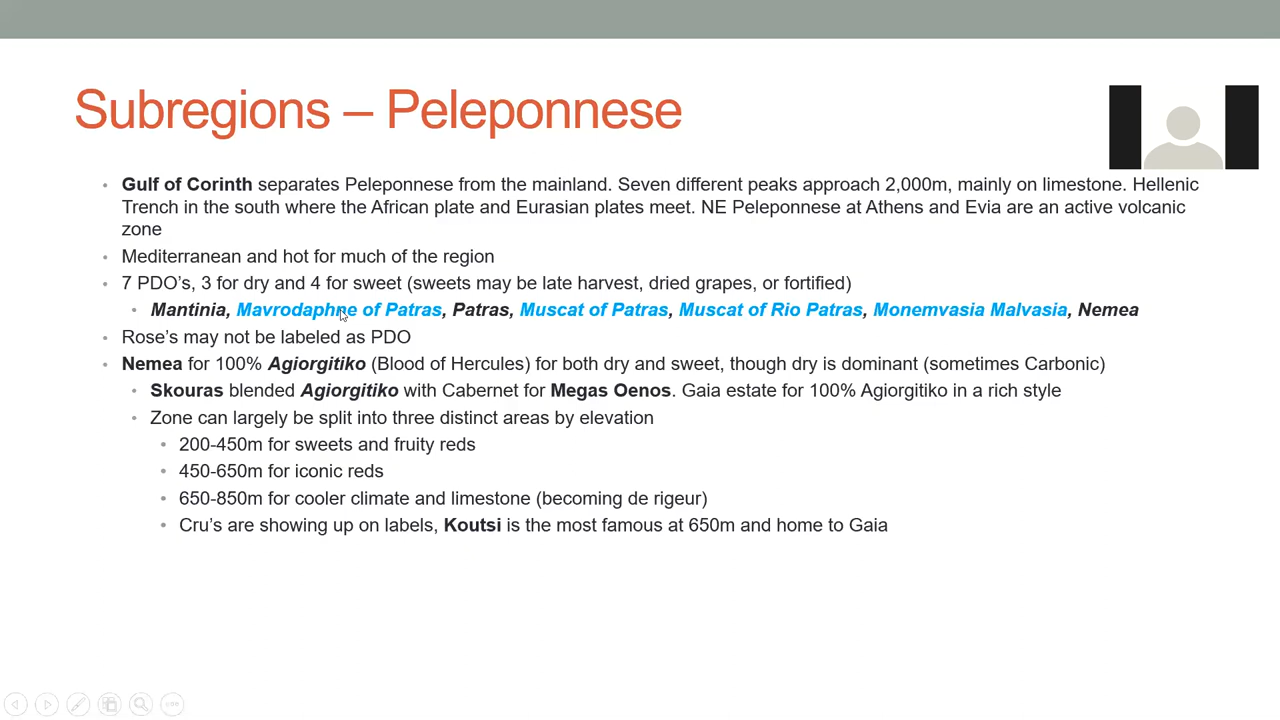 Subregions – Peleponnese
Gulf of Corinth separates Peleponnese from the mainland. Seven different peaks approach 2,000m, mainly on limestone. Hellenic
Trench in the south where the African plate and Eurasian plates meet. NE Peleponnese at Athens and Evia are an active volcanic
zone
Mediterranean and hot for much of the region
7 PDO's, 3 for dry and 4 for sweet (sweets may be late harvest, dried grapes, or fortified)
Mantinia, Mavrodaphne of Patras, Patras, Muscat of Patras, Muscat of Rio Patras, Monemvasia Malvasia, Nemea
Rose's may not be labeled as PDO
Nemea for 100% Agiorgitiko (Blood of Hercules) for both dry and sweet, though dry is dominant (sometimes Carbonic)
Skouras blended Agiorgitiko with Cabernet for Megas Oenos. Gaia estate for 100% Agiorgitiko in a rich style
Zone can largely be split into three distinct areas by elevation
200-450m for sweets and fruity reds
450-650m for iconic reds
650-850m for cooler climate and limestone (becoming de rigeur)
Cru's are showing up on labels, Koutsi is the most famous at 650m and home to Gaia